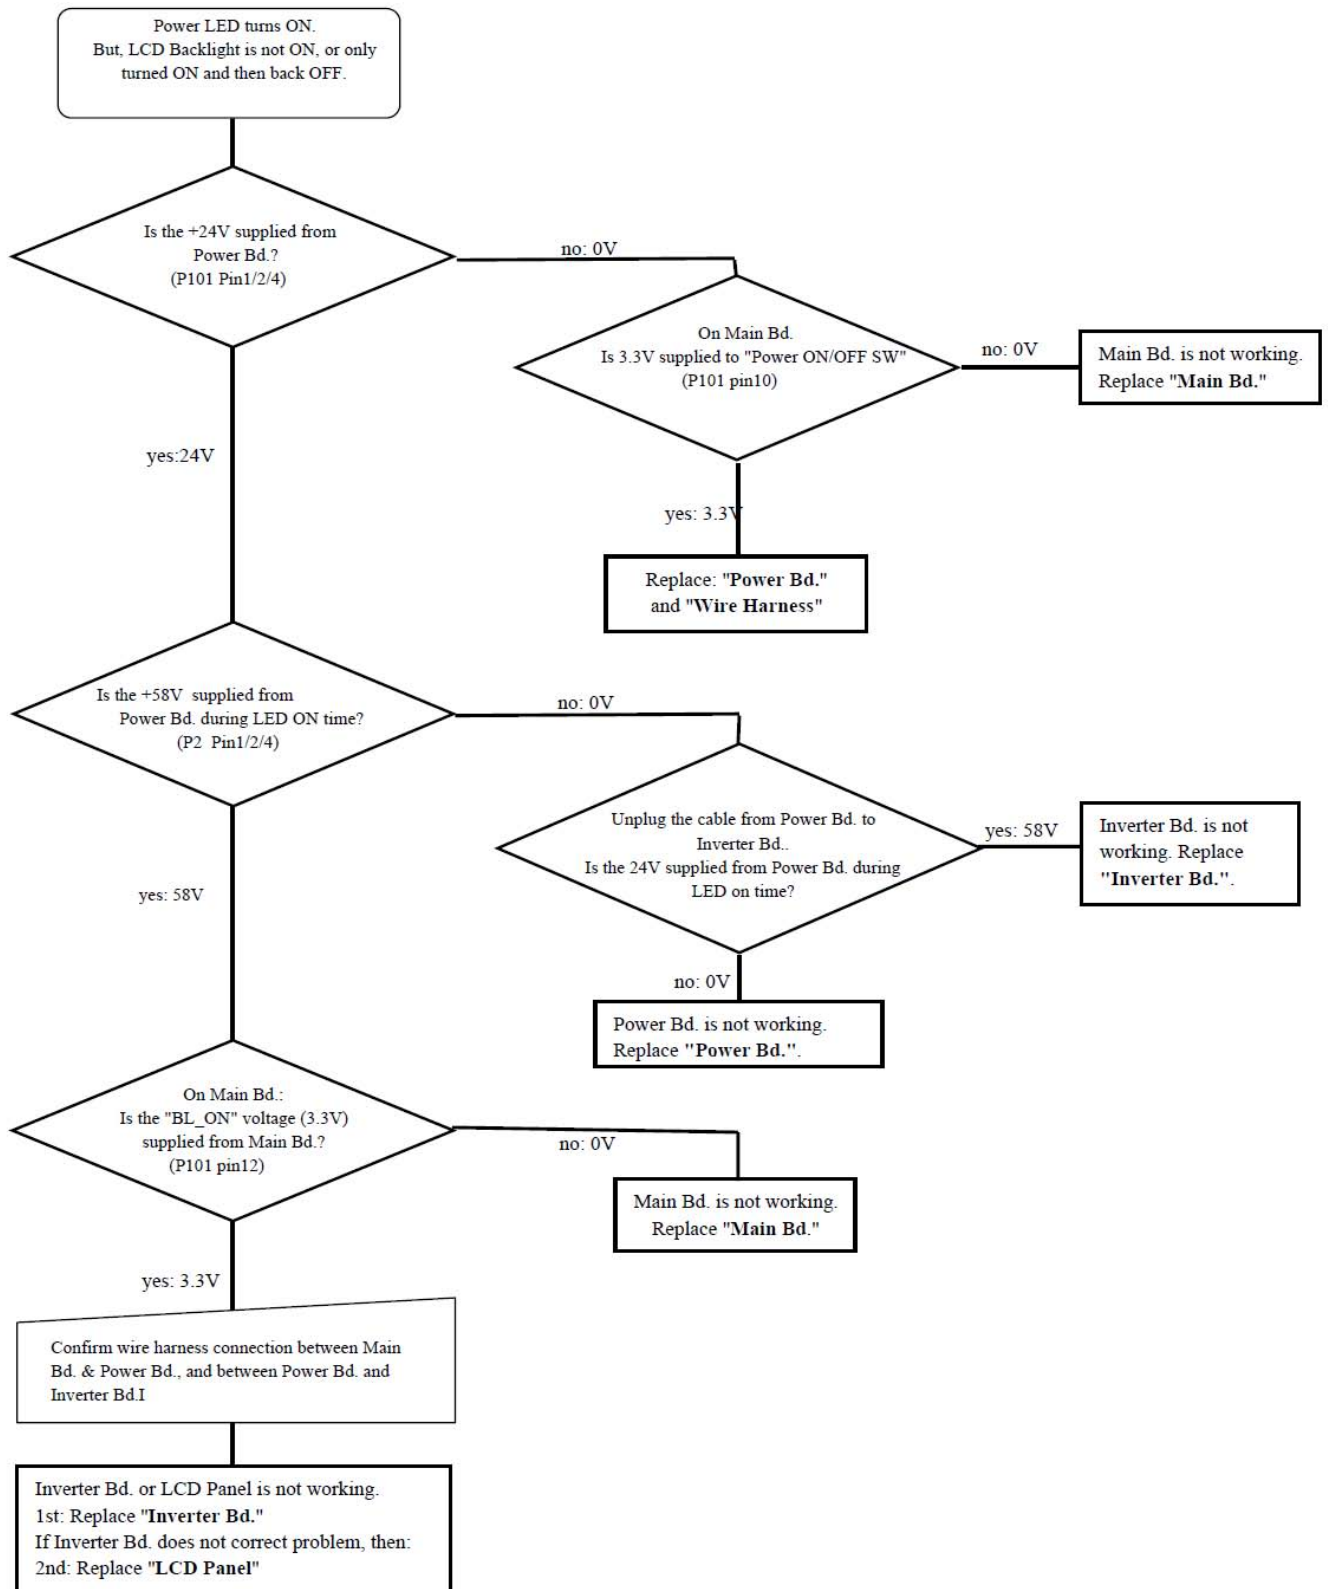 Power LED turns ON.
But, LCD Backlight is not ON, or only
turned ON and then back OFF.
Is the +24V supplied from
Power Bd.?
(P101 Pin1/2/4)
no: 0V
On Main Bd.
Is 3.3V supplied to "Power ON/OFF SW"
(P101 pin10)
no: 0V
Main Bd. is not working.
Replace "Main Bd."
yes:24V
yes: 3.3V
Replace: "Power Bd."
and "Wire Harness"
Is the +58V supplied from
Power Bd. during LED ON time?
(P2 Pin1/2/4)
no: 0V
Unplug the cable from Power Bd. to
Inverter Bd..
Is the 24V supplied from Power Bd. during
LED on time?
yes: 58V
Inverter Bd. is not
working. Replace
"Inverter Bd.".
yes: 58V
no: 0V
Power Bd. is not working.
Replace "Power Bd.".
On Main Bd.:
Is the "BL_ON" voltage (3.3V)
supplied from Main Bd.?
(P101 pin12)
no: 0V
Main Bd. is not working.
Replace "Main Bd."
yes: 3.3V
Confirm wire harness connection between Main
Bd. & Power Bd., and between Power Bd. and
Inverter Bd.I
Inverter Bd. or LCD Panel is not working.
1st: Replace "Inverter Bd."
If Inverter Bd. does not correct problem, then:
2nd: Replace "LCD Panel"